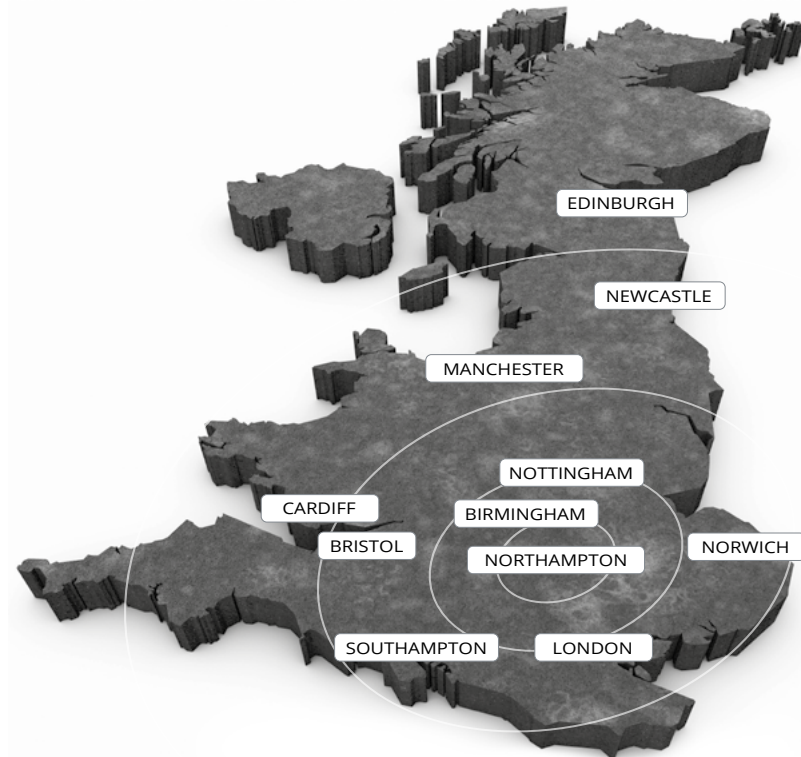 EDINBURGH
NEWCASTLE
MANCHESTER
NOTTINGHAM
CARDIFF
BIRMINGHAM
BRISTOL
NORWICH
NORTHAMPTON
SOUTHAMPTON
LONDON